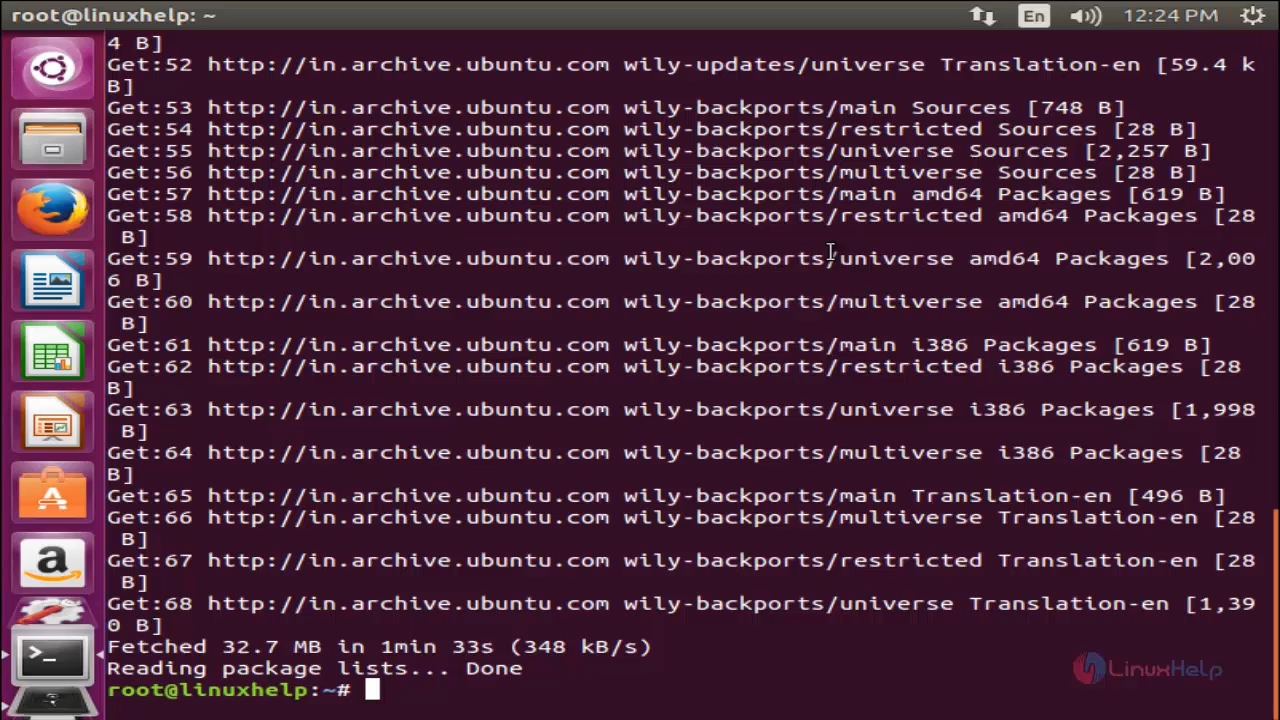 root@linuxhelp: ~
En
12:24 PM
4 B]
Get:52 http://in.archive.ubuntu.com wily-updates/universe Translation-en [59.4 k
B]
Get:53 http://in.archive.ubuntu.com wily-backports/main Sources [748 B]
Get:54 http://in.archive.ubuntu.com wily-backports/restricted Sources [28 B]
Get:55 http://in.archive.ubuntu.com wily-backports/universe Sources [2,257 B]
Get:56 http://in.archive.ubuntu.com wily-backports/multiverse Sources [28 B]
Get:57 http://in.archive.ubuntu.com wily-backports/main amd64 Packages [619 B]
Get:58 http://in.archive.ubuntu.com wily-backports/restricted amd64 Packages [28
 B]
Get:59 http://in.archive.ubuntu.com wily-backports/universe amd64 Packages [2,00
6 B]
Get:60 http://in.archive.ubuntu.com wily-backports/multiverse amd64 Packages [28
 B]
Get:61 http://in.archive.ubuntu.com wily-backports/main i386 Packages [619 B]
Get:62 http://in.archive.ubuntu.com wily-backports/restricted i386 Packages [28 
B]
Get:63 http://in.archive.ubuntu.com wily-backports/universe i386 Packages [1,998
 B]
Get:64 http://in.archive.ubuntu.com wily-backports/multiverse i386 Packages [28 
B]
Get:65 http://in.archive.ubuntu.com wily-backports/main Translation-en [496 B]
Get:66 http://in.archive.ubuntu.com wily-backports/multiverse Translation-en [28
 B]
Get:67 http://in.archive.ubuntu.com wily-backports/restricted Translation-en [28
 B]
Get:68 http://in.archive.ubuntu.com wily-backports/universe Translation-en [1,39
0 B]
Fetched 32.7 MB in 1min 33s (348 kB/s)
Reading package lists... Done
root@linuxhelp:~#
LinuxHelp